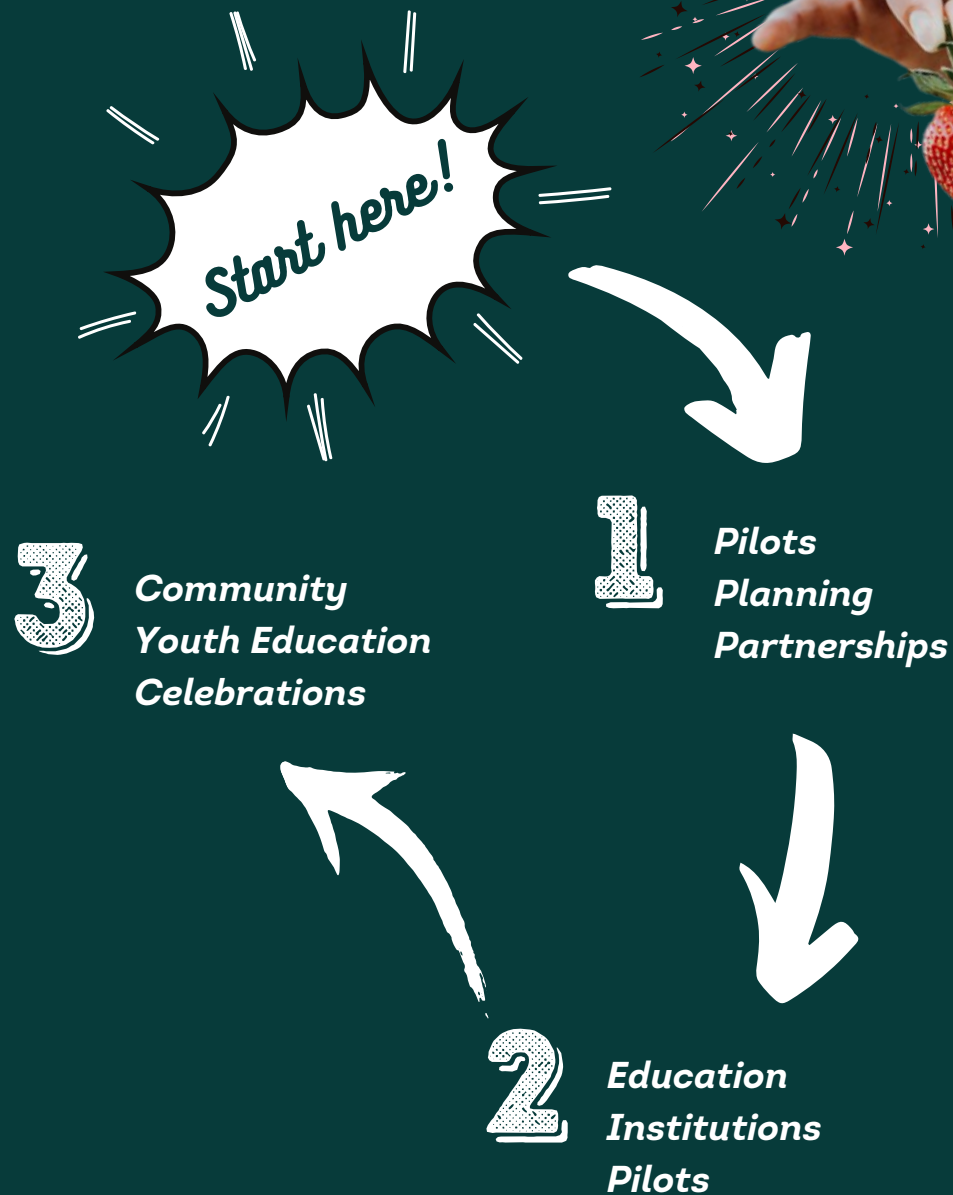 Start here!
1
Pilots
Planning
Partnerships
2
Education
Institutions
Pilots
3
Community
Youth Education
Celebrations